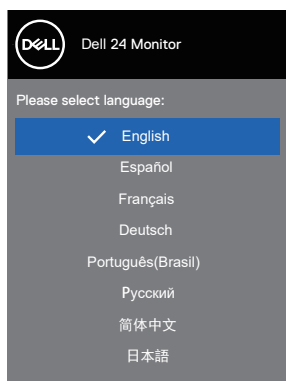 DELL
Dell 24 Monitor
Please select language:
English
Español
Français
Deutsch
Português(Brasil)
Русский
简体中文
日本語